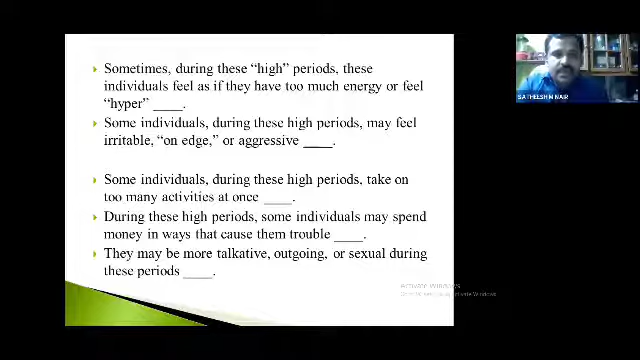 Sometimes, during these “high” periods, these
individuals feel as if they have too much energy or feel
“hyper” ____.
Some individuals, during these high periods, may feel
irritable, “on edge,” or aggressive ____.
Some individuals, during these high periods, take on
too many activities at once ____.
During these high periods, some individuals may spend
money in ways that cause them trouble ____.
They may be more talkative, outgoing, or sexual during
these periods ____.
SATHEESH M NAIR
Activate Windows